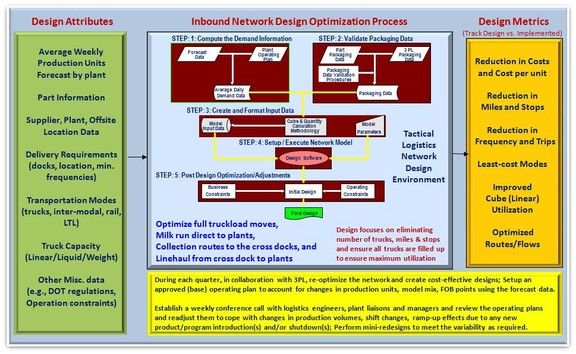 Design Attributes
Average Weekly
Production Units
Forecast by plant
Part Information
Supplier, Plant, Offsite
Location Data
Delivery Requirements
(docks, location, min.
frequencies)
Transportation Modes
(trucks, inter-modal, rail,
LTL)
Truck Capacity
(Linear/Liquid/Weight)
Other Misc. data
(e.g., DOT regulations,
Operation constraints)
Inbound Network Design Optimization Process
STEP: 1: Compute the Demand Information
Forecast
Data
Plant
Operating
Plan
Average Daily
Demand Data
STEP: 2: Validate Packaging Data
Part
Packaging
Data
3 PL
Packaging
Data
Packaging
Data Validation
Procedures
Packaging Data
STEP: 3: Create and Format Input Data
Model
Input Data
Cube & Quantity
Calculation
Methodology
Model
Parameters
STEP: 4: Setup / Execute Network Model
Design Software
STEP: 5: Post Design Optimization/Adjustments
Business
Constraints
Initial Design
Operating
Constraints
Final Design
Tactical
Logistics
Network
Design
Environment
Optimize full truckload moves,
Milk run direct to plants,
Collection routes to the cross docks, and
Linehaul from cross dock to plants
Design focuses on eliminating
number of trucks, miles & stops
and ensure all trucks are filled up
to ensure maximum utilization
During each quarter, in collaboration with 3PL, re-optimize the network and create cost-effective designs; Setup an
approved (base) operating plan to account for changes in production units, model mix, FOB points using the forecast data.
Establish a weekly conference call with logistics engineers, plant liaisons and managers and review the operating plans
and readjust them to cope with changes in production volumes, shift changes, ramp-up effects due to any new
product/program introduction(s) and/or shutdown(s); Perform mini-redesigns to meet the variability as required.
Design Metrics
(Track Design vs. Implemented)
Reduction in Costs
and Cost per unit
Reduction in
Miles and Stops
Reduction in
Frequency and Trips
Least-cost Modes
Improved
Cube (Linear)
Utilization
Optimized
Routes/Flows